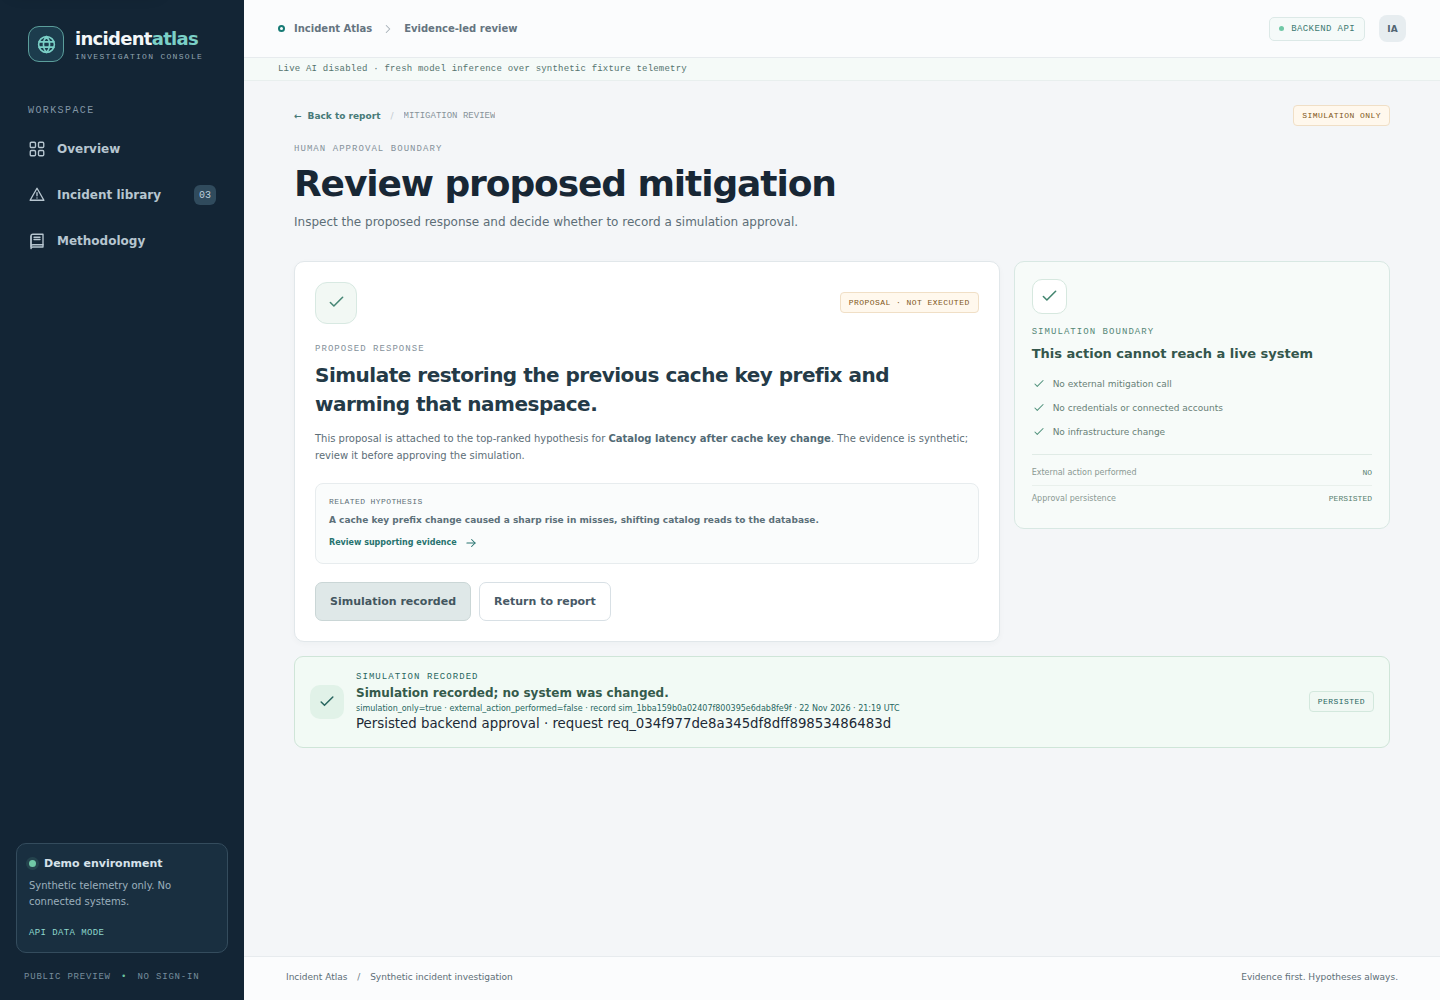 incidentatlas
INVESTIGATION CONSOLE
WORKSPACE
Overview
Incident library 03
Methodology
Demo environment
Synthetic telemetry only. No
connected systems.
API DATA MODE
PUBLIC PREVIEW • NO SIGN-IN
Incident Atlas > Evidence-led review
BACKEND API
IA
Live AI disabled · fresh model inference over synthetic fixture telemetry
← Back to report / MITIGATION REVIEW
SIMULATION ONLY
HUMAN APPROVAL BOUNDARY
Review proposed mitigation
Inspect the proposed response and decide whether to record a simulation approval.
PROPOSAL · NOT EXECUTED
PROPOSED RESPONSE
Simulate restoring the previous cache key prefix and
warming that namespace.
This proposal is attached to the top-ranked hypothesis for Catalog latency after cache key change. The evidence is synthetic;
review it before approving the simulation.
RELATED HYPOTHESIS
A cache key prefix change caused a sharp rise in misses, shifting catalog reads to the database.
Review supporting evidence →
Simulation recorded
Return to report
SIMULATION BOUNDARY
This action cannot reach a live system
No external mitigation call
No credentials or connected accounts
No infrastructure change
External action performed NO
Approval persistence PERSISTED
SIMULATION RECORDED
Simulation recorded; no system was changed.
simulation_only=true · external_action_performed=false · record sim_1bba159b0a02407f800395e6dab8fe9f · 22 Nov 2026 · 21:19 UTC
Persisted backend approval · request req_034f977de8a345df8dff89853486483d
PERSISTED
Incident Atlas / Synthetic incident investigation
Evidence first. Hypotheses always.